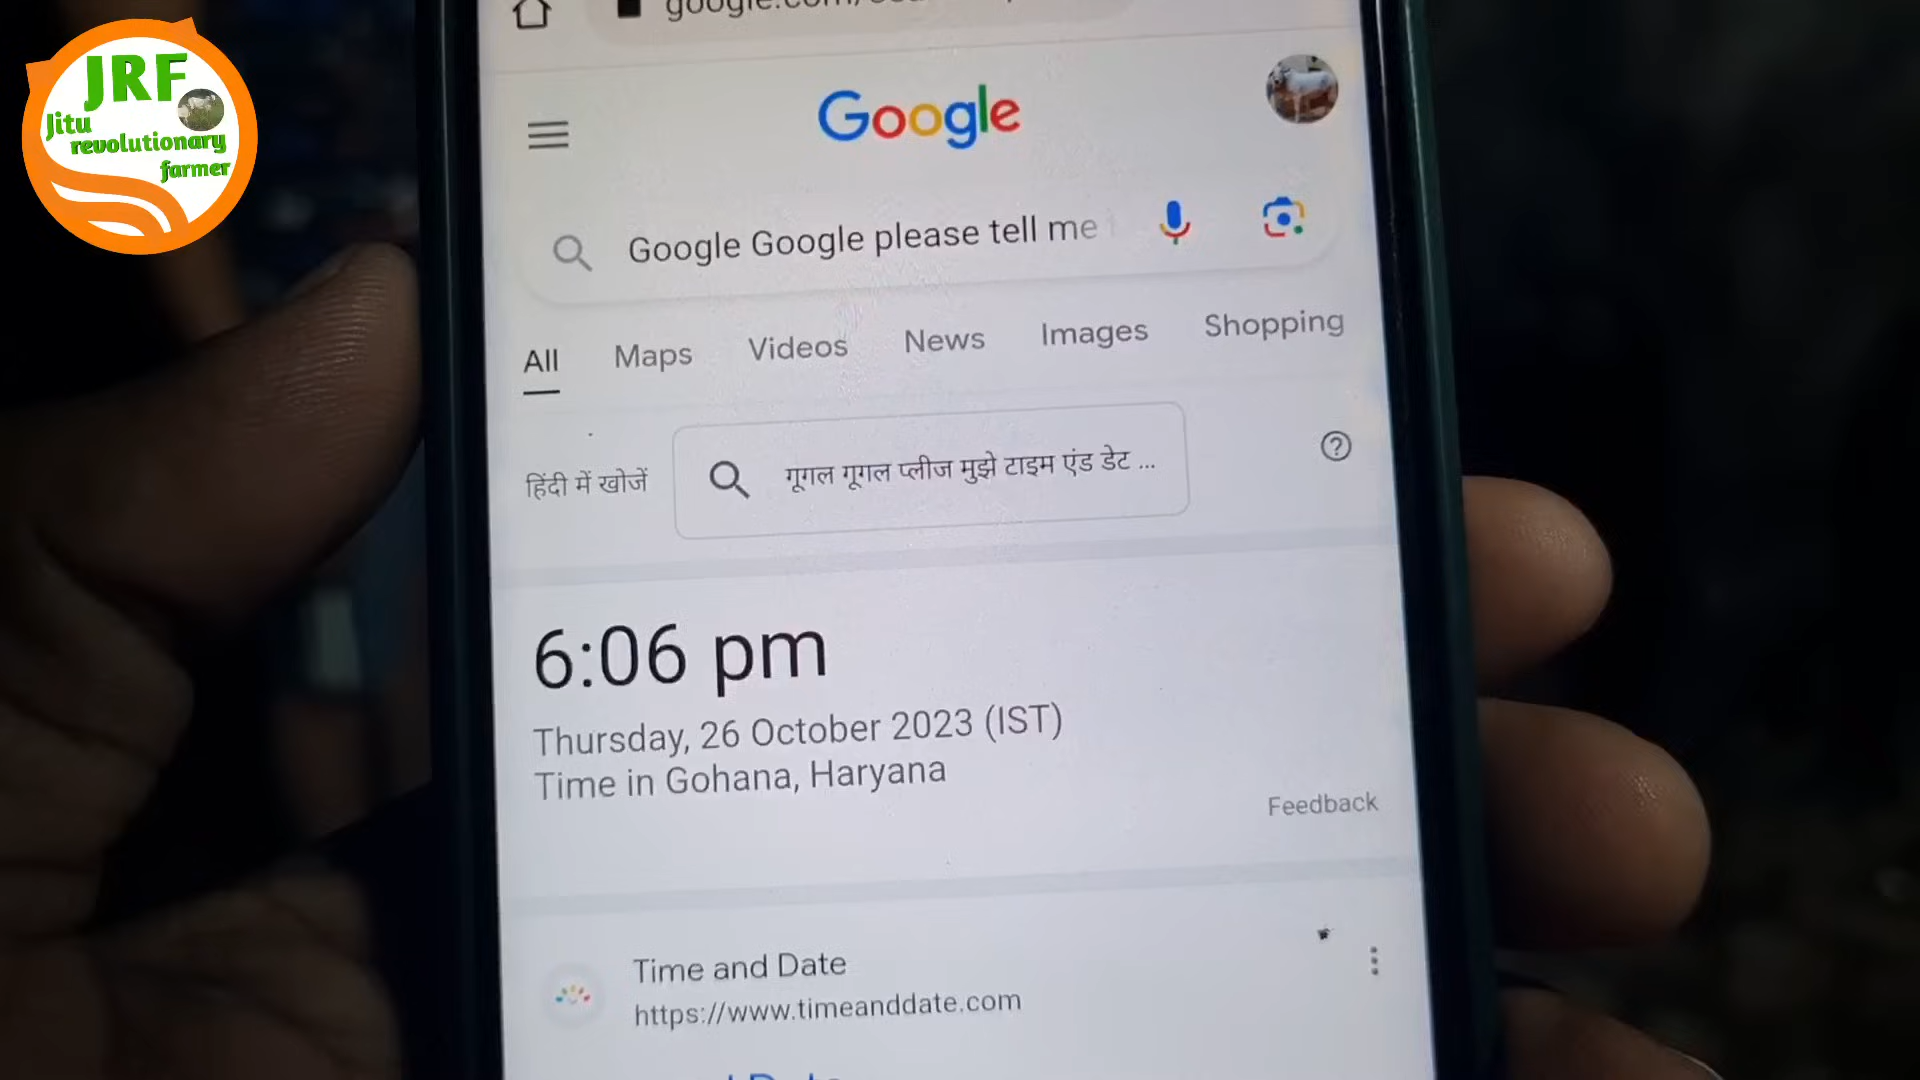 JRF
Jitu
revolutionary
farmer
Google
Google Google please tell me
All Maps Videos News Images Shopping
हिंदी में खोजें
गूगल गूगल प्लीज मुझे टाइम एंड डेट ...
6:06 pm
Thursday, 26 October 2023 (IST)
Time in Gohana, Haryana
Feedback
Time and Date
https://www.timeanddate.com